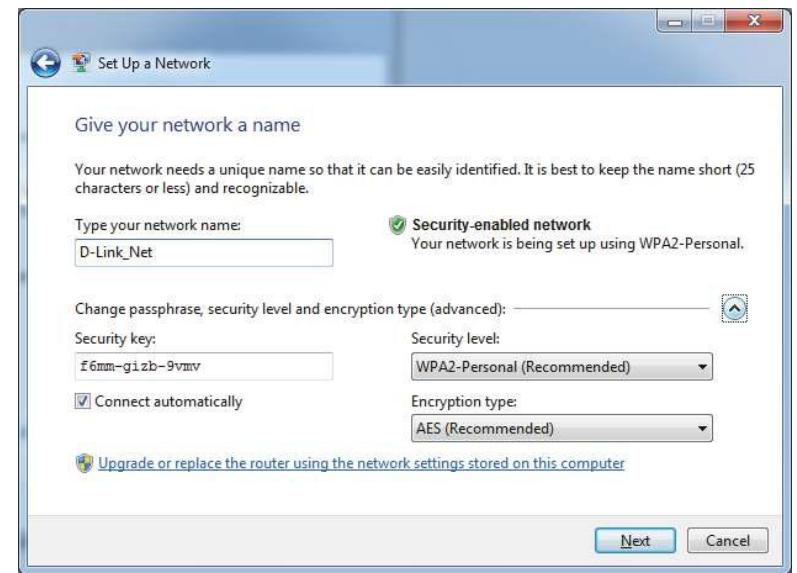 Set Up a Network
Give your network a name
Your network needs a unique name so that it can be easily identified. It is best to keep the name short (25
characters or less) and recognizable.
Type your network name:
D-Link_Net
Security-enabled network
Your network is being set up using WPA2-Personal.
Change passphrase, security level and encryption type (advanced):
Security key:
f6mm-gizb-9vmv
Security level:
WPA2-Personal (Recommended)
Connect automatically
Encryption type:
AES (Recommended)
Upgrade or replace the router using the network settings stored on this computer
Next
Cancel